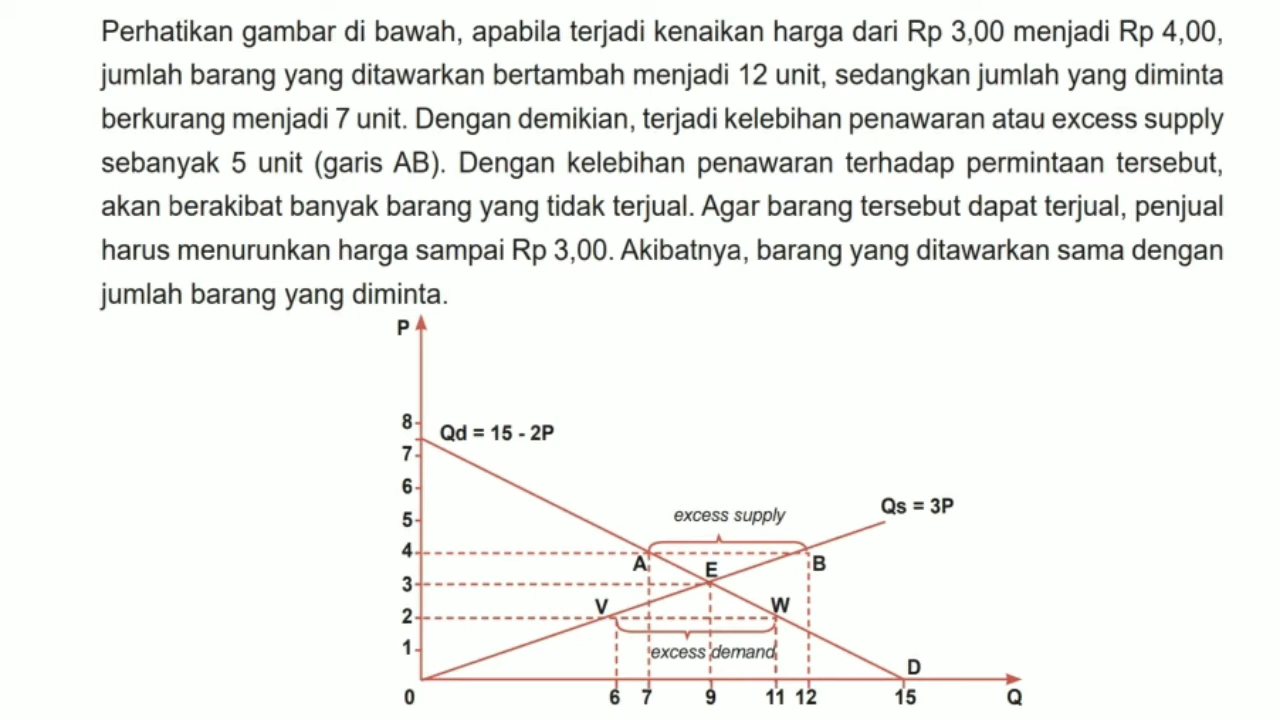 Perhatikan gambar di bawah, apabila terjadi kenaikan harga dari Rp 3,00 menjadi Rp 4,00,
jumlah barang yang ditawarkan bertambah menjadi 12 unit, sedangkan jumlah yang diminta
berkurang menjadi 7 unit. Dengan demikian, terjadi kelebihan penawaran atau excess supply
sebanyak 5 unit (garis AB). Dengan kelebihan penawaran terhadap permintaan tersebut,
akan berakibat banyak barang yang tidak terjual. Agar barang tersebut dapat terjual, penjual
harus menurunkan harga sampai Rp 3,00. Akibatnya, barang yang ditawarkan sama dengan
jumlah barang yang diminta.
P
8
Qd = 15 - 2P
7
6
5
Qs = 3P
excess supply
4
A
E
B
3
2
V
W
1
excess demand
D
0
6 7 9 11 12 15 Q